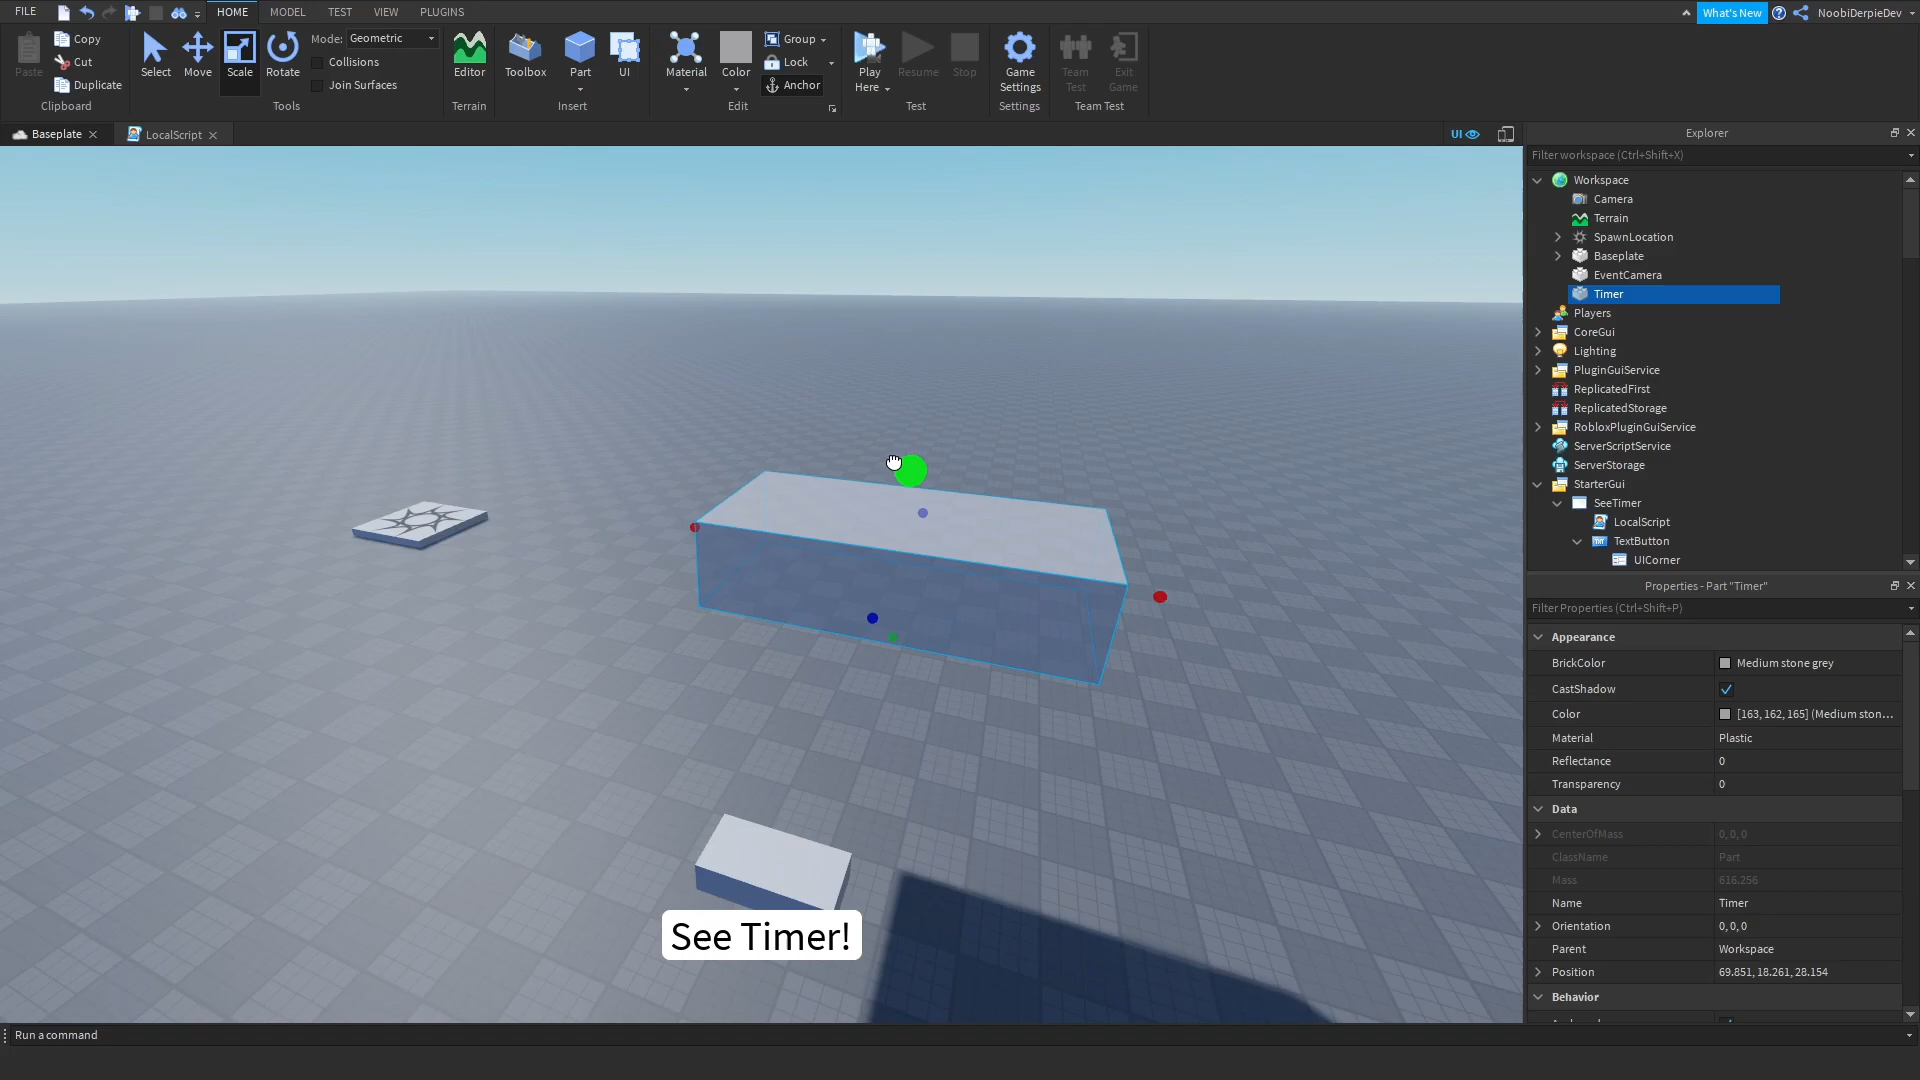 FILE
HOME
MODEL
TEST
VIEW
PLUGINS
What's New
NoobiDerpieDev
Paste
Copy
Cut
Duplicate
Clipboard
Select
Move
Scale
Rotate
Mode: Geometric
Collisions
Join Surfaces
Tools
Editor
Terrain
Toolbox
Part
UI
Insert
Material
Color
Group
Lock
Anchor
Edit
Play
Here
Resume
Stop
Test
Game
Settings
Settings
Team
Test
Exit
Game
Team Test
Baseplate
LocalScript
UI
See Timer!
Explorer
Filter workspace (Ctrl+Shift+X)
Workspace
Camera
Terrain
SpawnLocation
Baseplate
EventCamera
Timer
Players
CoreGui
Lighting
PluginGuiService
ReplicatedFirst
ReplicatedStorage
RobloxPluginGuiService
ServerScriptService
ServerStorage
StarterGui
SeeTimer
LocalScript
TXT
TextButton
UICorner
Properties - Part "Timer"
Filter Properties (Ctrl+Shift+P)
Appearance
BrickColor Medium stone grey
CastShadow
Color [163, 162, 165] (Medium ston...
Material Plastic
Reflectance 0
Transparency 0
Data
CenterOfMass 0, 0, 0
ClassName Part
Mass 616.256
Name Timer
Orientation 0, 0, 0
Parent Workspace
Position 69.851, 18.261, 28.154
Behavior
Run a command